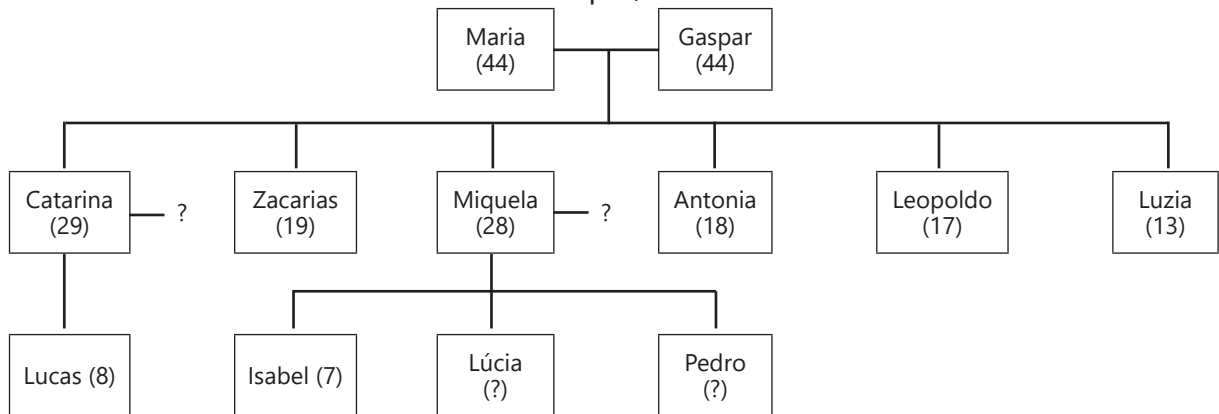 Maria
(44)
Gaspar
(44)
Catarina
(29)
?
Zacarias
(19)
Miquela
(28)
?
Antonia
(18)
Leopoldo
(17)
Luzia
(13)
Lucas (8)
Isabel (7)
Lúcia
(?)
Pedro
(?)